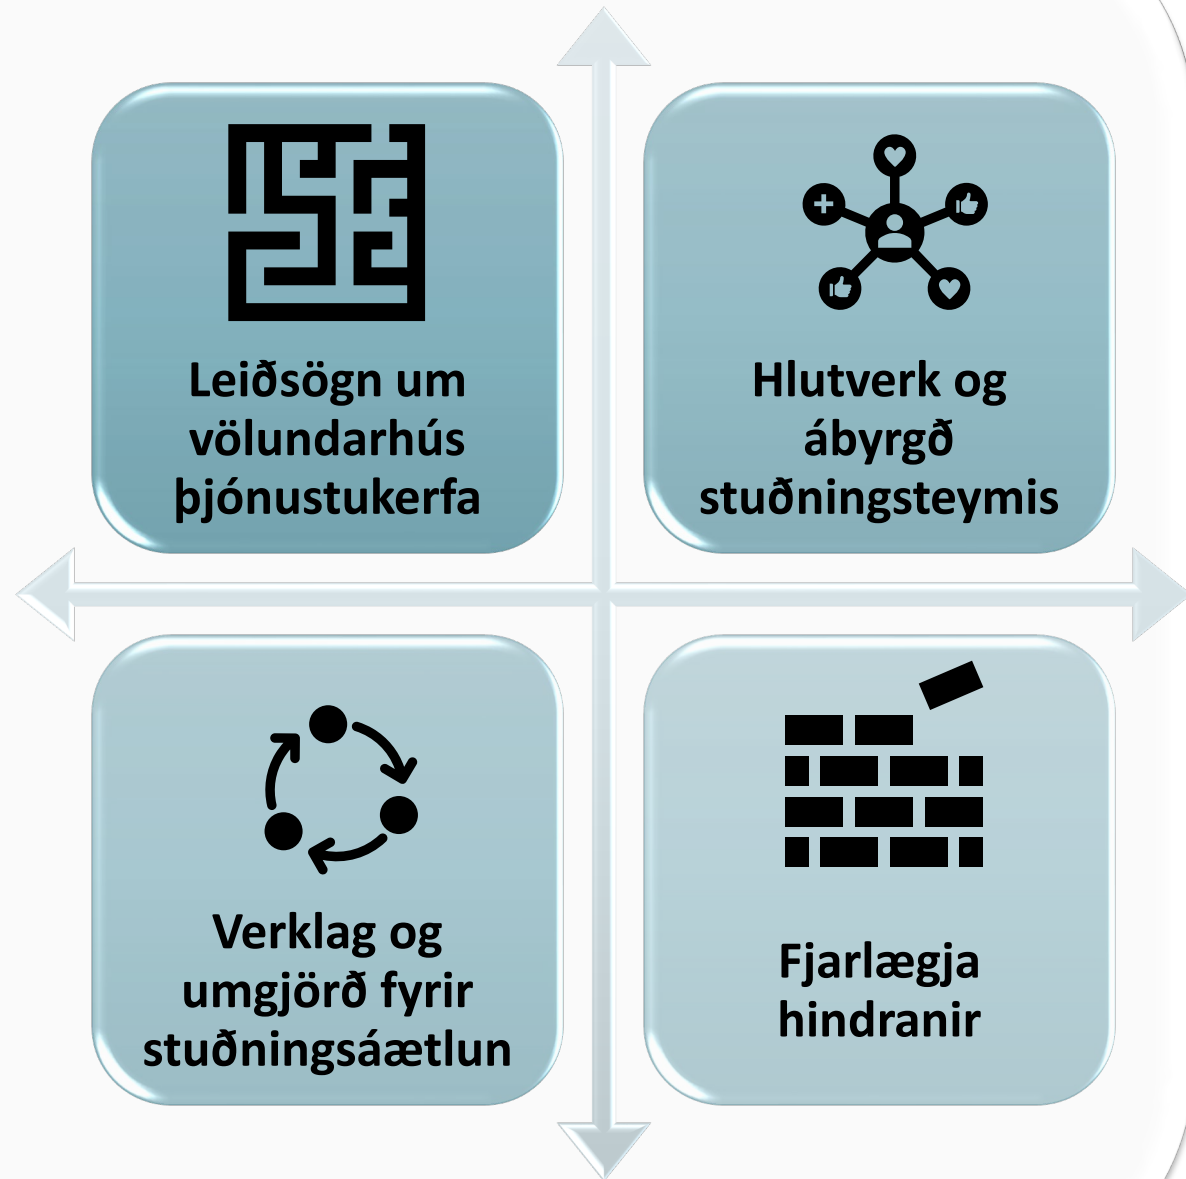 Leiðsögn um
völundarhús
þjónustukerfa
Hlutverk og
ábyrgð
stuðningsteymis
Verklag og
umgjörð fyrir
stuðningsáætlun
Fjarlægja
hindranir